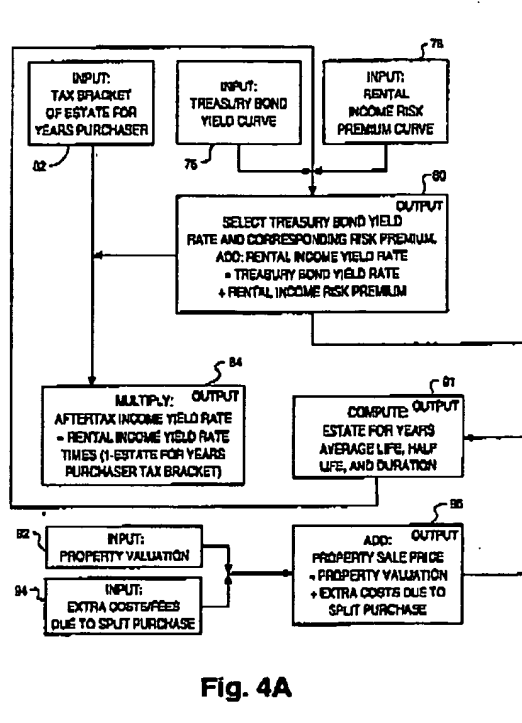 78
INPUT:
TAX BRACKET
OF ESTATE FOR
YEARS PURCHASER
82
INPUT:
TREASURY BOND
YIELD CURVE
76
INPUT:
RENTAL
INCOME RISK
PREMIUM CURVE
80
OUTPUT
SELECT TREASURY BOND YIELD
RATE AND CORRESPONDING RISK PREMIUM.
ADD: RENTAL INCOME YIELD RATE
= TREASURY BOND YIELD RATE
+ RENTAL INCOME RISK PREMIUM
84
MULTIPLY: OUTPUT
AFTERTAX INCOME YIELD RATE
= RENTAL INCOME YIELD RATE
TIMES (1-ESTATE FOR YEARS
PURCHASER TAX BRACKET)
91
COMPUTE: OUTPUT
ESTATE FOR YEARS
AVERAGE LIFE, HALF
LIFE, AND DURATION
92
INPUT:
PROPERTY VALUATION
94
INPUT:
EXTRA COSTS/FEES
DUE TO SPLIT PURCHASE
OUTPUT
ADD:
PROPERTY SALE PRICE
= PROPERTY VALUATION
+ EXTRA COSTS DUE TO
SPLIT PURCHASE
Fig. 4A